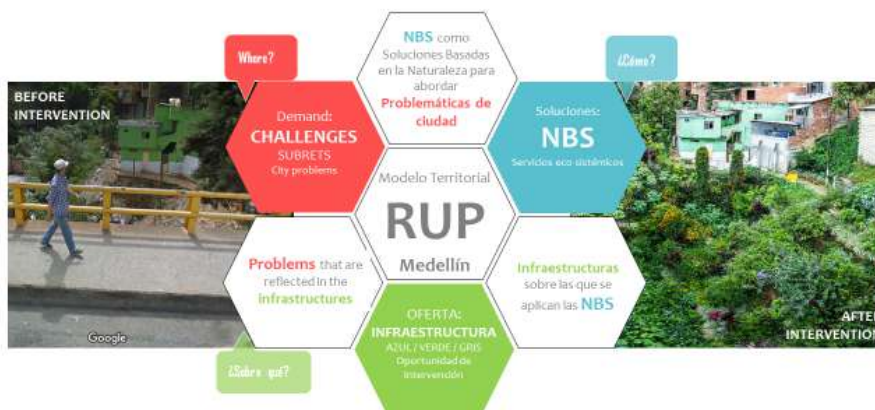 Where?
NBS como
Soluciones Basadas
en la Naturaleza para
abordar
Problemáticas de
ciudad
¿Cómo?
BEFORE
INTERVENTION
Demand:
CHALLENGES
SUBRETS
City problems
Soluciones:
NBS
Servicios eco sistémicos
Modelo Territorial
RUP
Medellín
Problems that are
reflected in the
infrastructures
Infraestructuras
sobre las que se
aplican las NBS
OFERTA:
INFRAESTRUCTURA
AZUL / VERDE / GRIS
Oportunidad de
Intervención
Google
AFTER
INTERVENTION
¿Sobre qué?